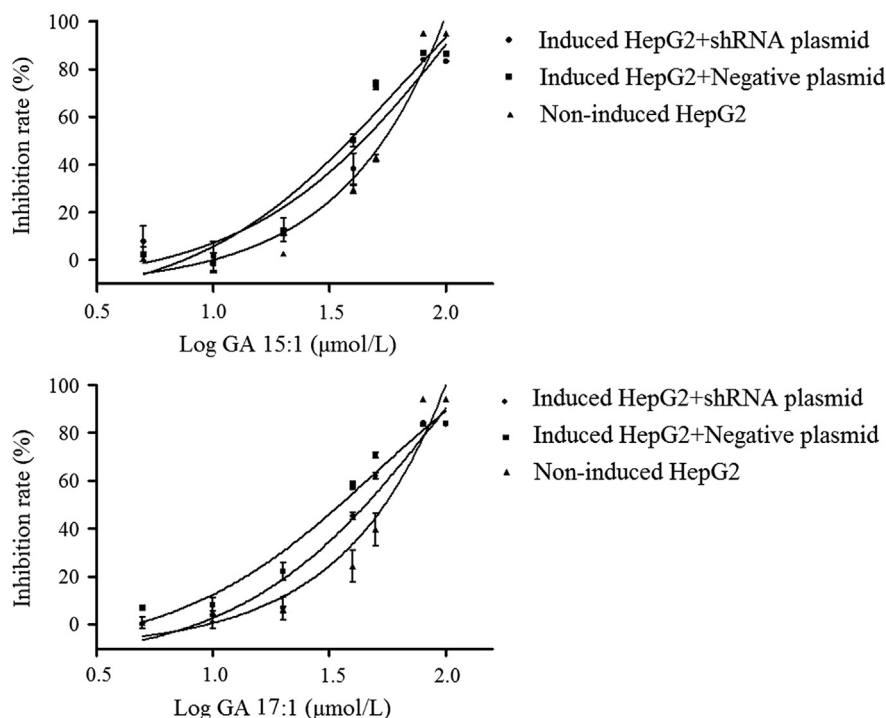 Inhibition rate (%)
100
80
60
40
20
0
0.5 1.0 1.5 2.0
Log GA 15:1 (μmol/L)
Induced HepG2+shRNA plasmid
Induced HepG2+Negative plasmid
Non-induced HepG2
Inhibition rate (%)
100
80
60
40
20
0
0.5 1.0 1.5 2.0
Log GA 17:1 (μmol/L)
Induced HepG2+shRNA plasmid
Induced HepG2+Negative plasmid
Non-induced HepG2